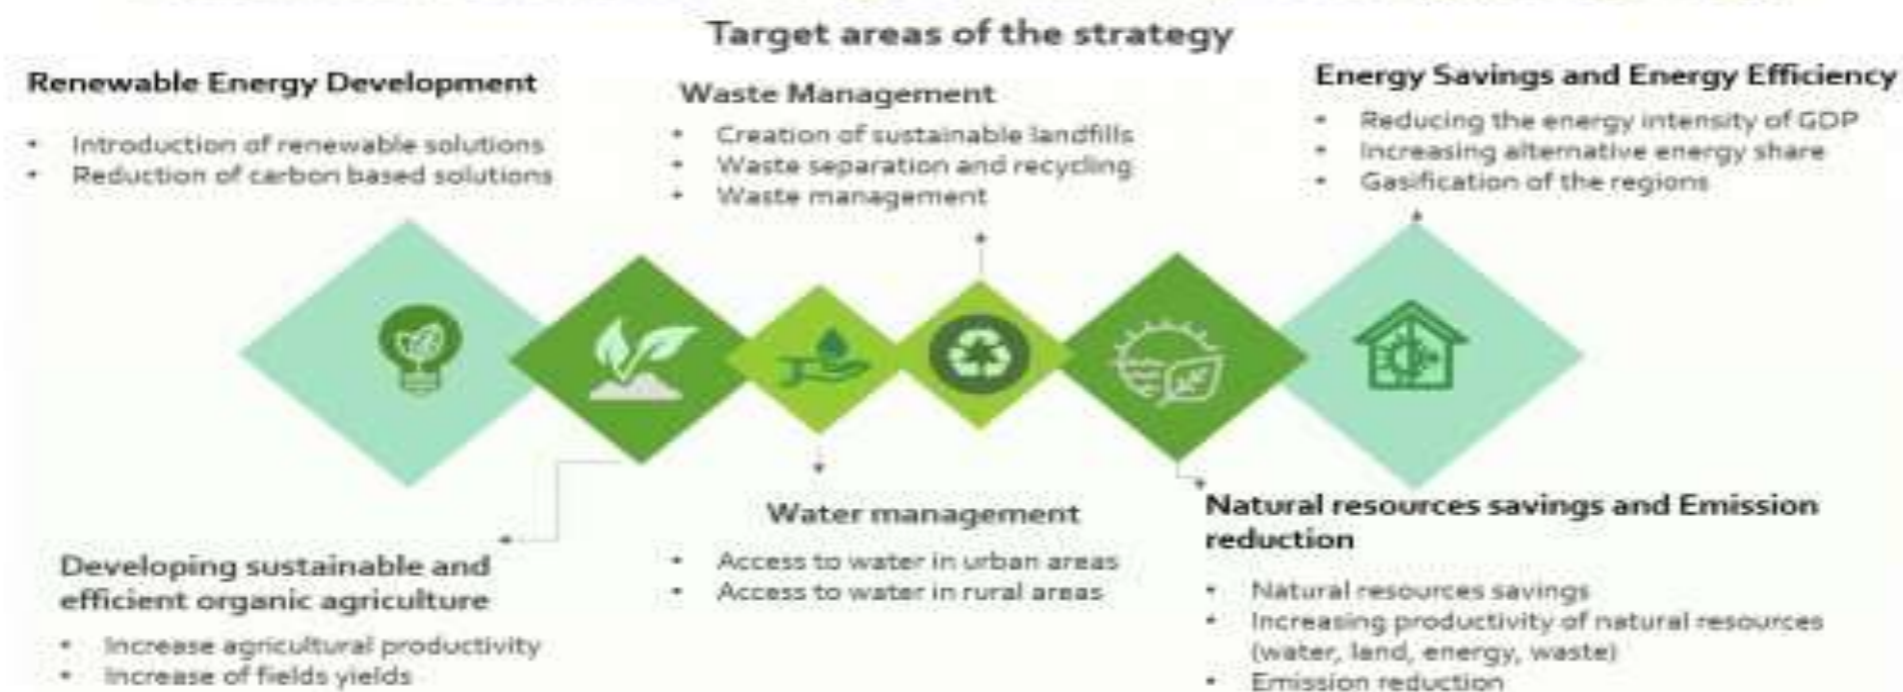 Target areas of the strategy
Renewable Energy Development
• Introduction of renewable solutions
• Reduction of carbon based solutions
Waste Management
• Creation of sustainable landfills
• Waste separation and recycling
• Waste management
Energy Savings and Energy Efficiency
• Reducing the energy intensity of GDP
• Increasing alternative energy share
• Gasification of the regions
Developing sustainable and
efficient organic agriculture
• Increase agricultural productivity
• Increase of fields yields
Water management
• Access to water in urban areas
• Access to water in rural areas
Natural resources savings and Emission
reduction
• Natural resources savings
• Increasing productivity of natural resources
(water, land, energy, waste)
• Emission reduction